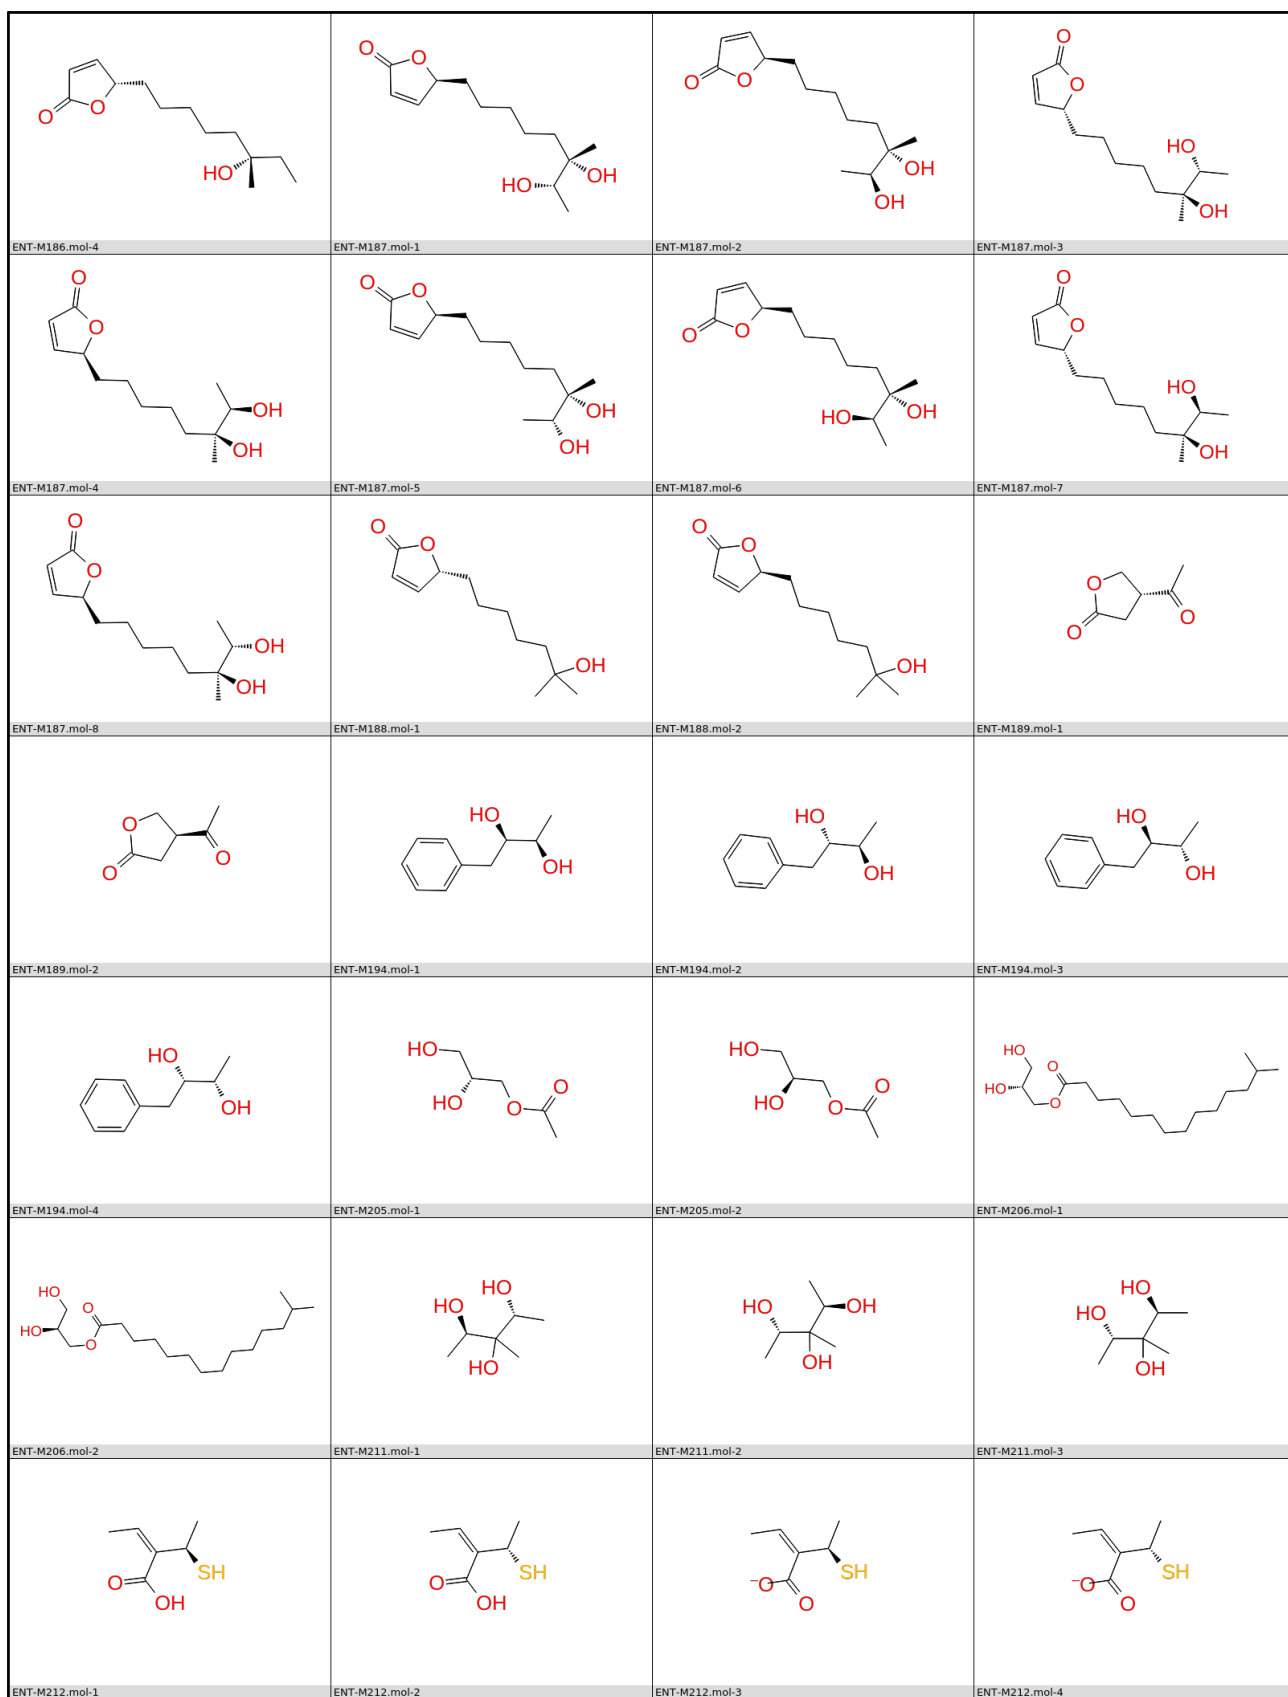 O O HO
O O OH HO OH OH OH O O HO OH
ENT-M186.mol-4 ENT-M187.mol-1 ENT-M187.mol-2 ENT-M187.mol-3
O O OH OH O O OH OH O O HO OH O O HO OH
ENT-M187.mol-4 ENT-M187.mol-5 ENT-M187.mol-6 ENT-M187.mol-7
O O OH OH O O OH O O OH O O O
ENT-M187.mol-8 ENT-M188.mol-1 ENT-M188.mol-2 ENT-M189.mol-1
O O O HO OH HO OH HO OH
ENT-M189.mol-2 ENT-M194.mol-1 ENT-M194.mol-2 ENT-M194.mol-3
HO OH HO HO O O HO HO O O HO HO O O
ENT-M194.mol-4 ENT-M205.mol-1 ENT-M205.mol-2 ENT-M206.mol-1
HO HO O O HO HO HO HO OH OH HO HO OH
ENT-M206.mol-2 ENT-M211.mol-1 ENT-M211.mol-2 ENT-M211.mol-3
SH O OH SH O OH SH −O O SH −O O
ENT-M212.mol-1 ENT-M212.mol-2 ENT-M212.mol-3 ENT-M212.mol-4